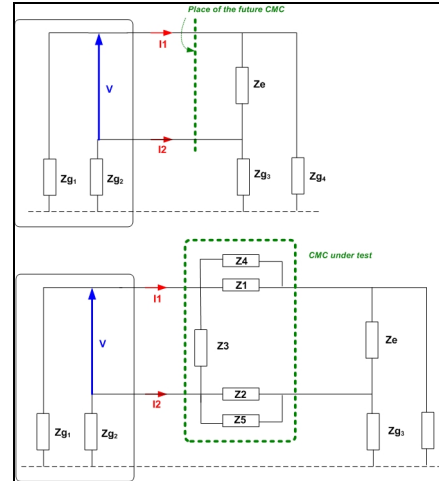 Place of the future CMC
I1
V
Ze
I2
Zg1
Zg2
Zg3
Zg4
CMC under test
Z4
I1
Z1
V
Z3
Ze
Z2
I2
Z5
Zg1
Zg2
Zg3